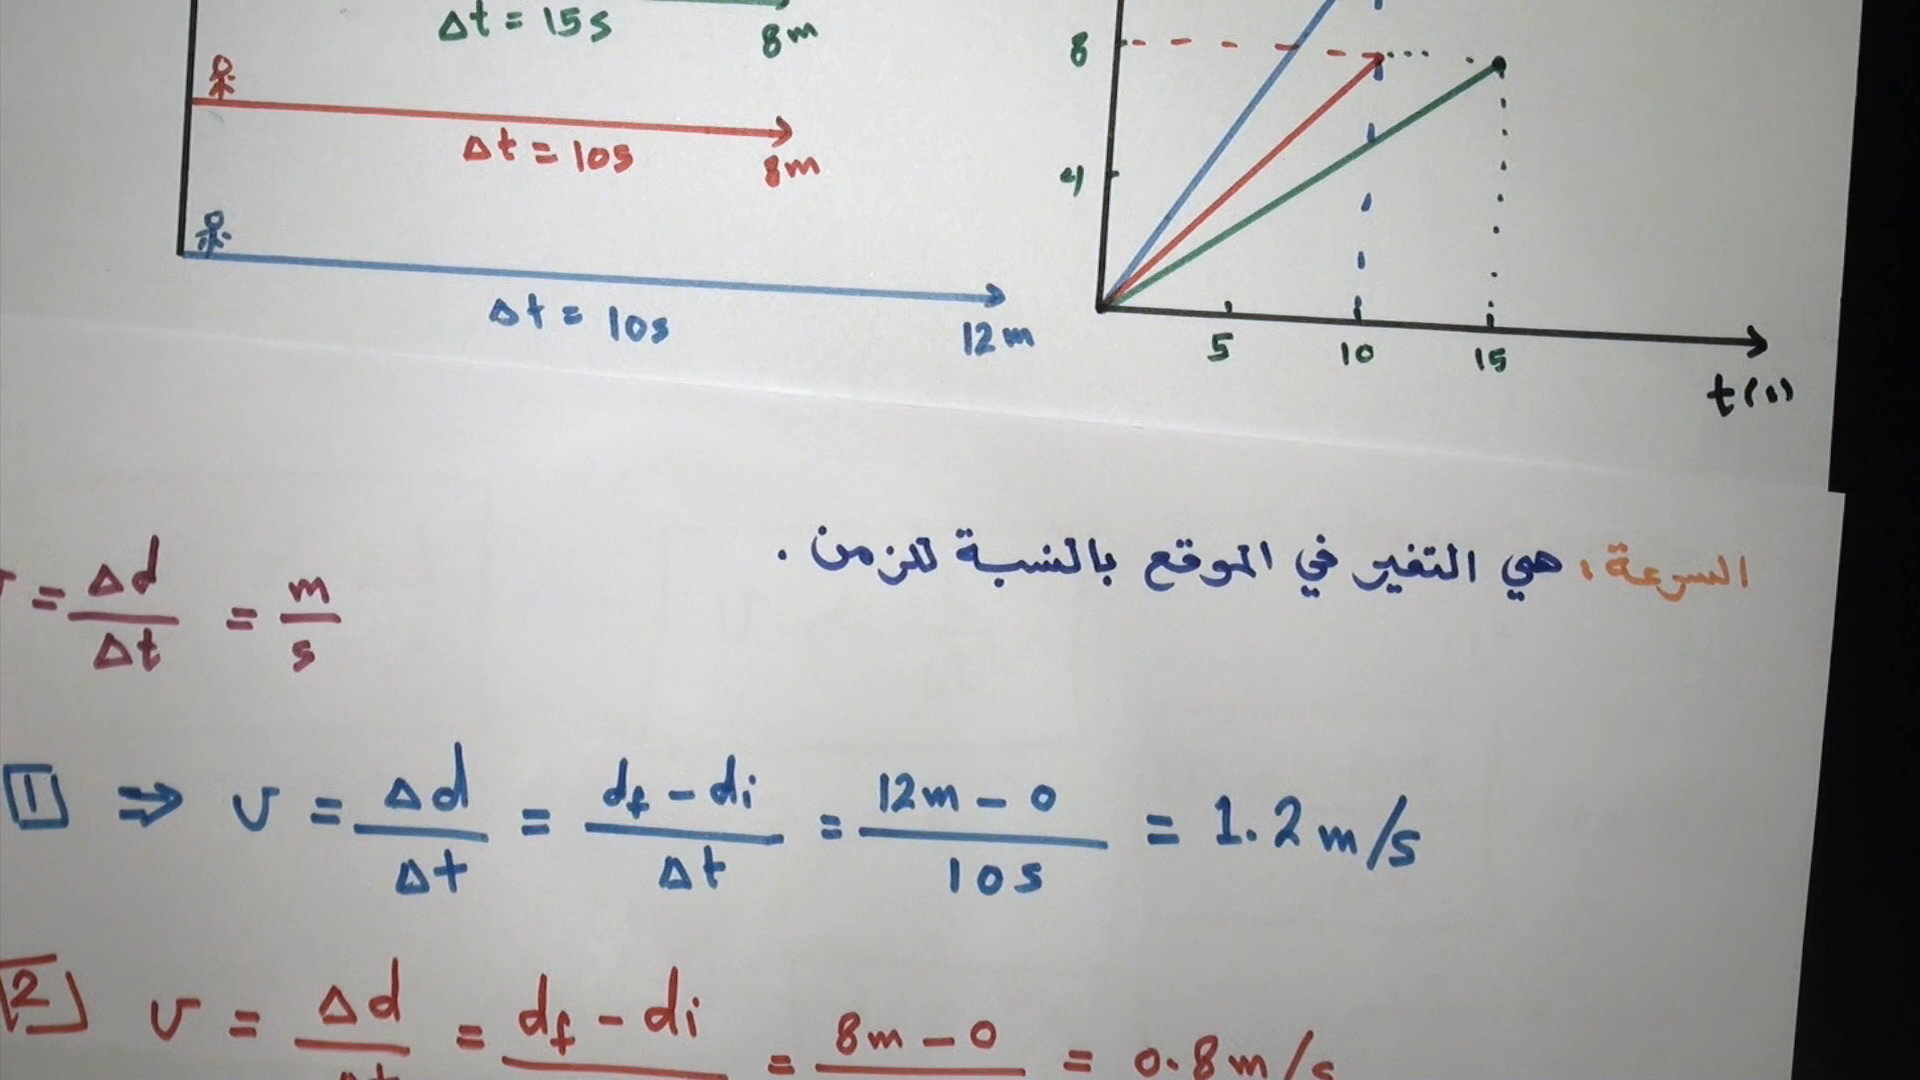 Δt = 15s
8m
Δt = 10s
8m
Δt = 10s
12m
8
4
5 10 15
t(s)
السرعة: هي التغير في الموقع بالنسبة للزمن.
= Δd/Δt = m/s
1 ⇒ v = Δd/Δt = df - di/Δt = 12m - 0/10s = 1.2 m/s
2 v = Δd/Δt = df - di = 8m - 0 = 0.8 m/s